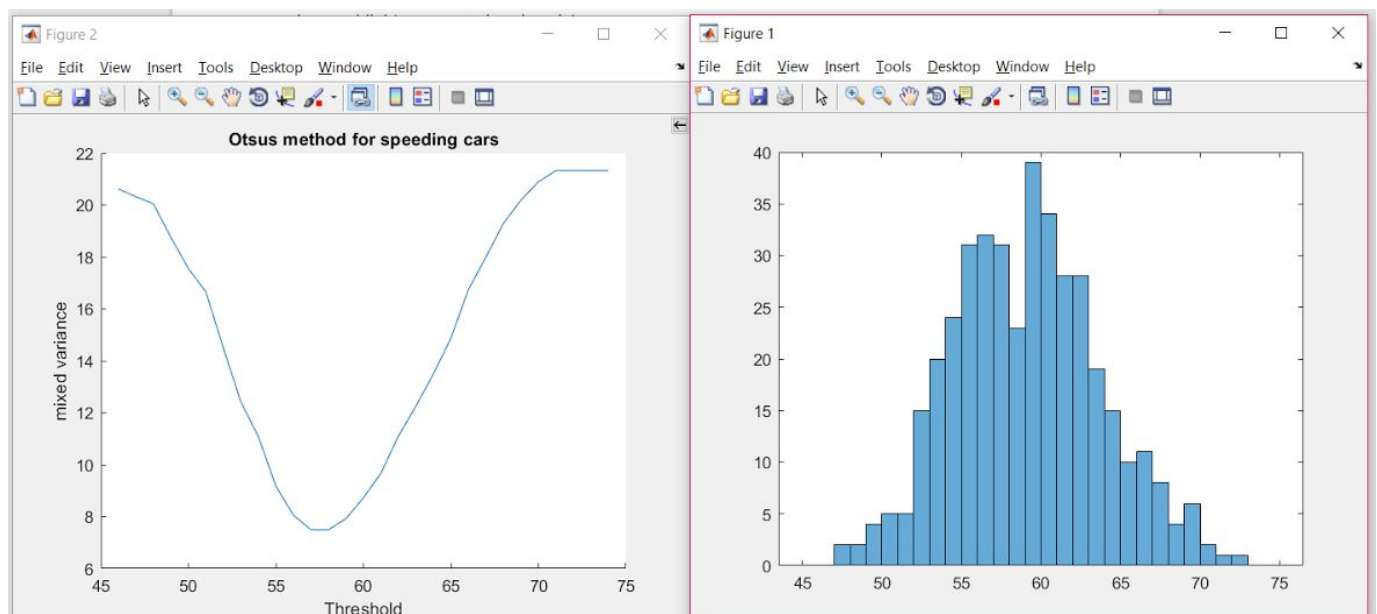 Figure 2
File Edit View Insert Tools Desktop Window Help
Otsus method for speeding cars
22
20
18
16
14
12
10
8
6
mixed variance
45 50 55 60 65 70 75
Threshold
Figure 1
File Edit View Insert Tools Desktop Window Help
40
35
30
25
20
15
10
5
0
45 50 55 60 65 70 75